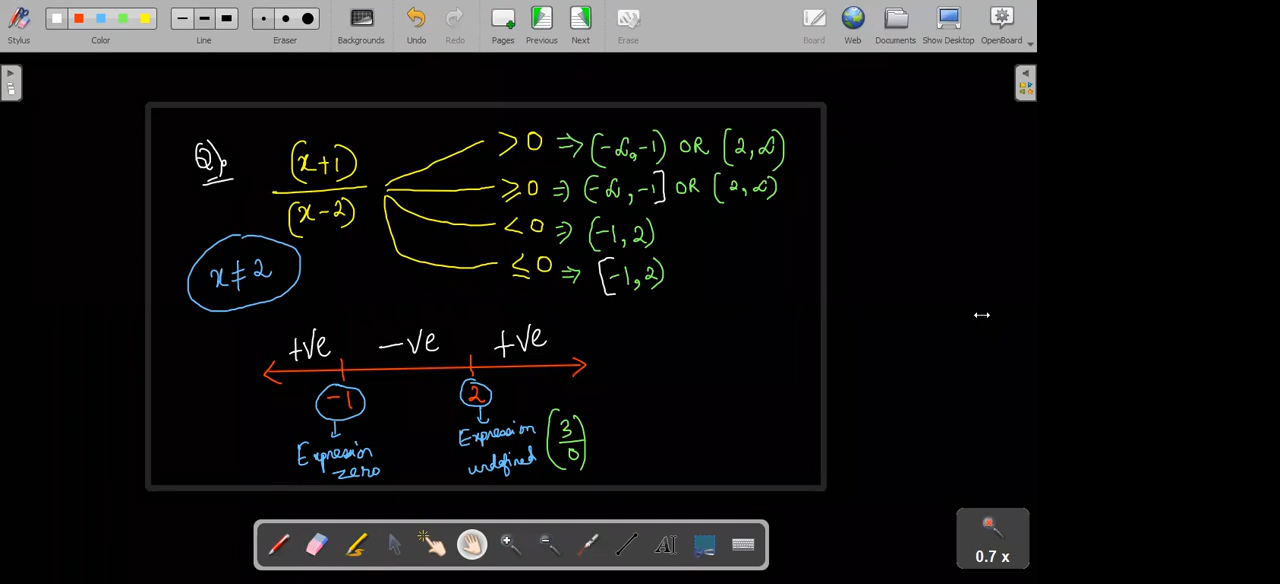 Stylus Color Line Eraser Backgrounds Undo Redo Pages Previous Next Erase Board Web Documents Show Desktop OpenBoard
Q).
(x+1)
(x-2)
> 0 ⇒ (-∞, -1) OR (2, ∞)
≥ 0 ⇒ (-∞, -1] OR (2, ∞)
< 0 ⇒ (-1, 2)
≤ 0 ⇒ [-1, 2)
x ≠ 2
+ve -ve +ve
-1 2
Expression zero
Expression undefined (3/0)
0.7 x